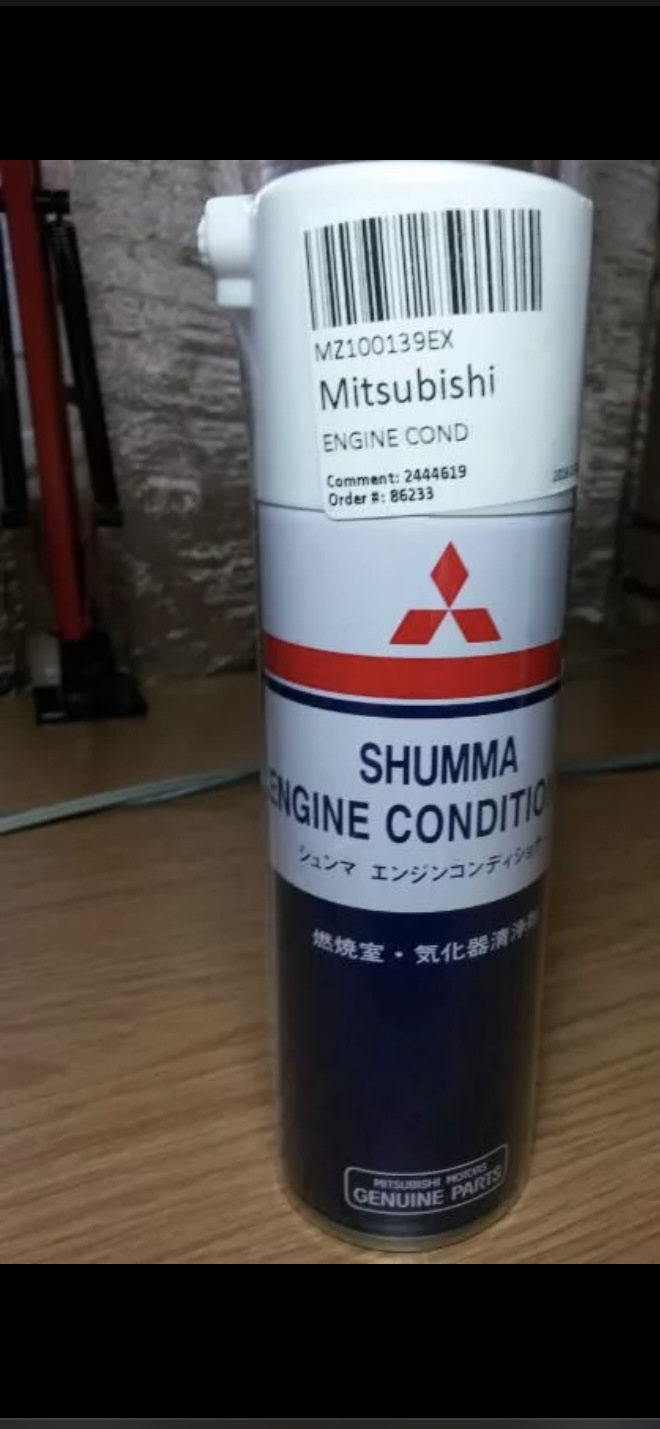 MZ100139EX
Mitsubishi
ENGINE COND
Comment: 2444619
Order #: 86233
SHUMMA
ENGINE CONDITIO
シュンマ エンジンコンディショナ
燃焼室・気化器清浄剤
MITSUBISHI MOTORS
GENUINE PARTS